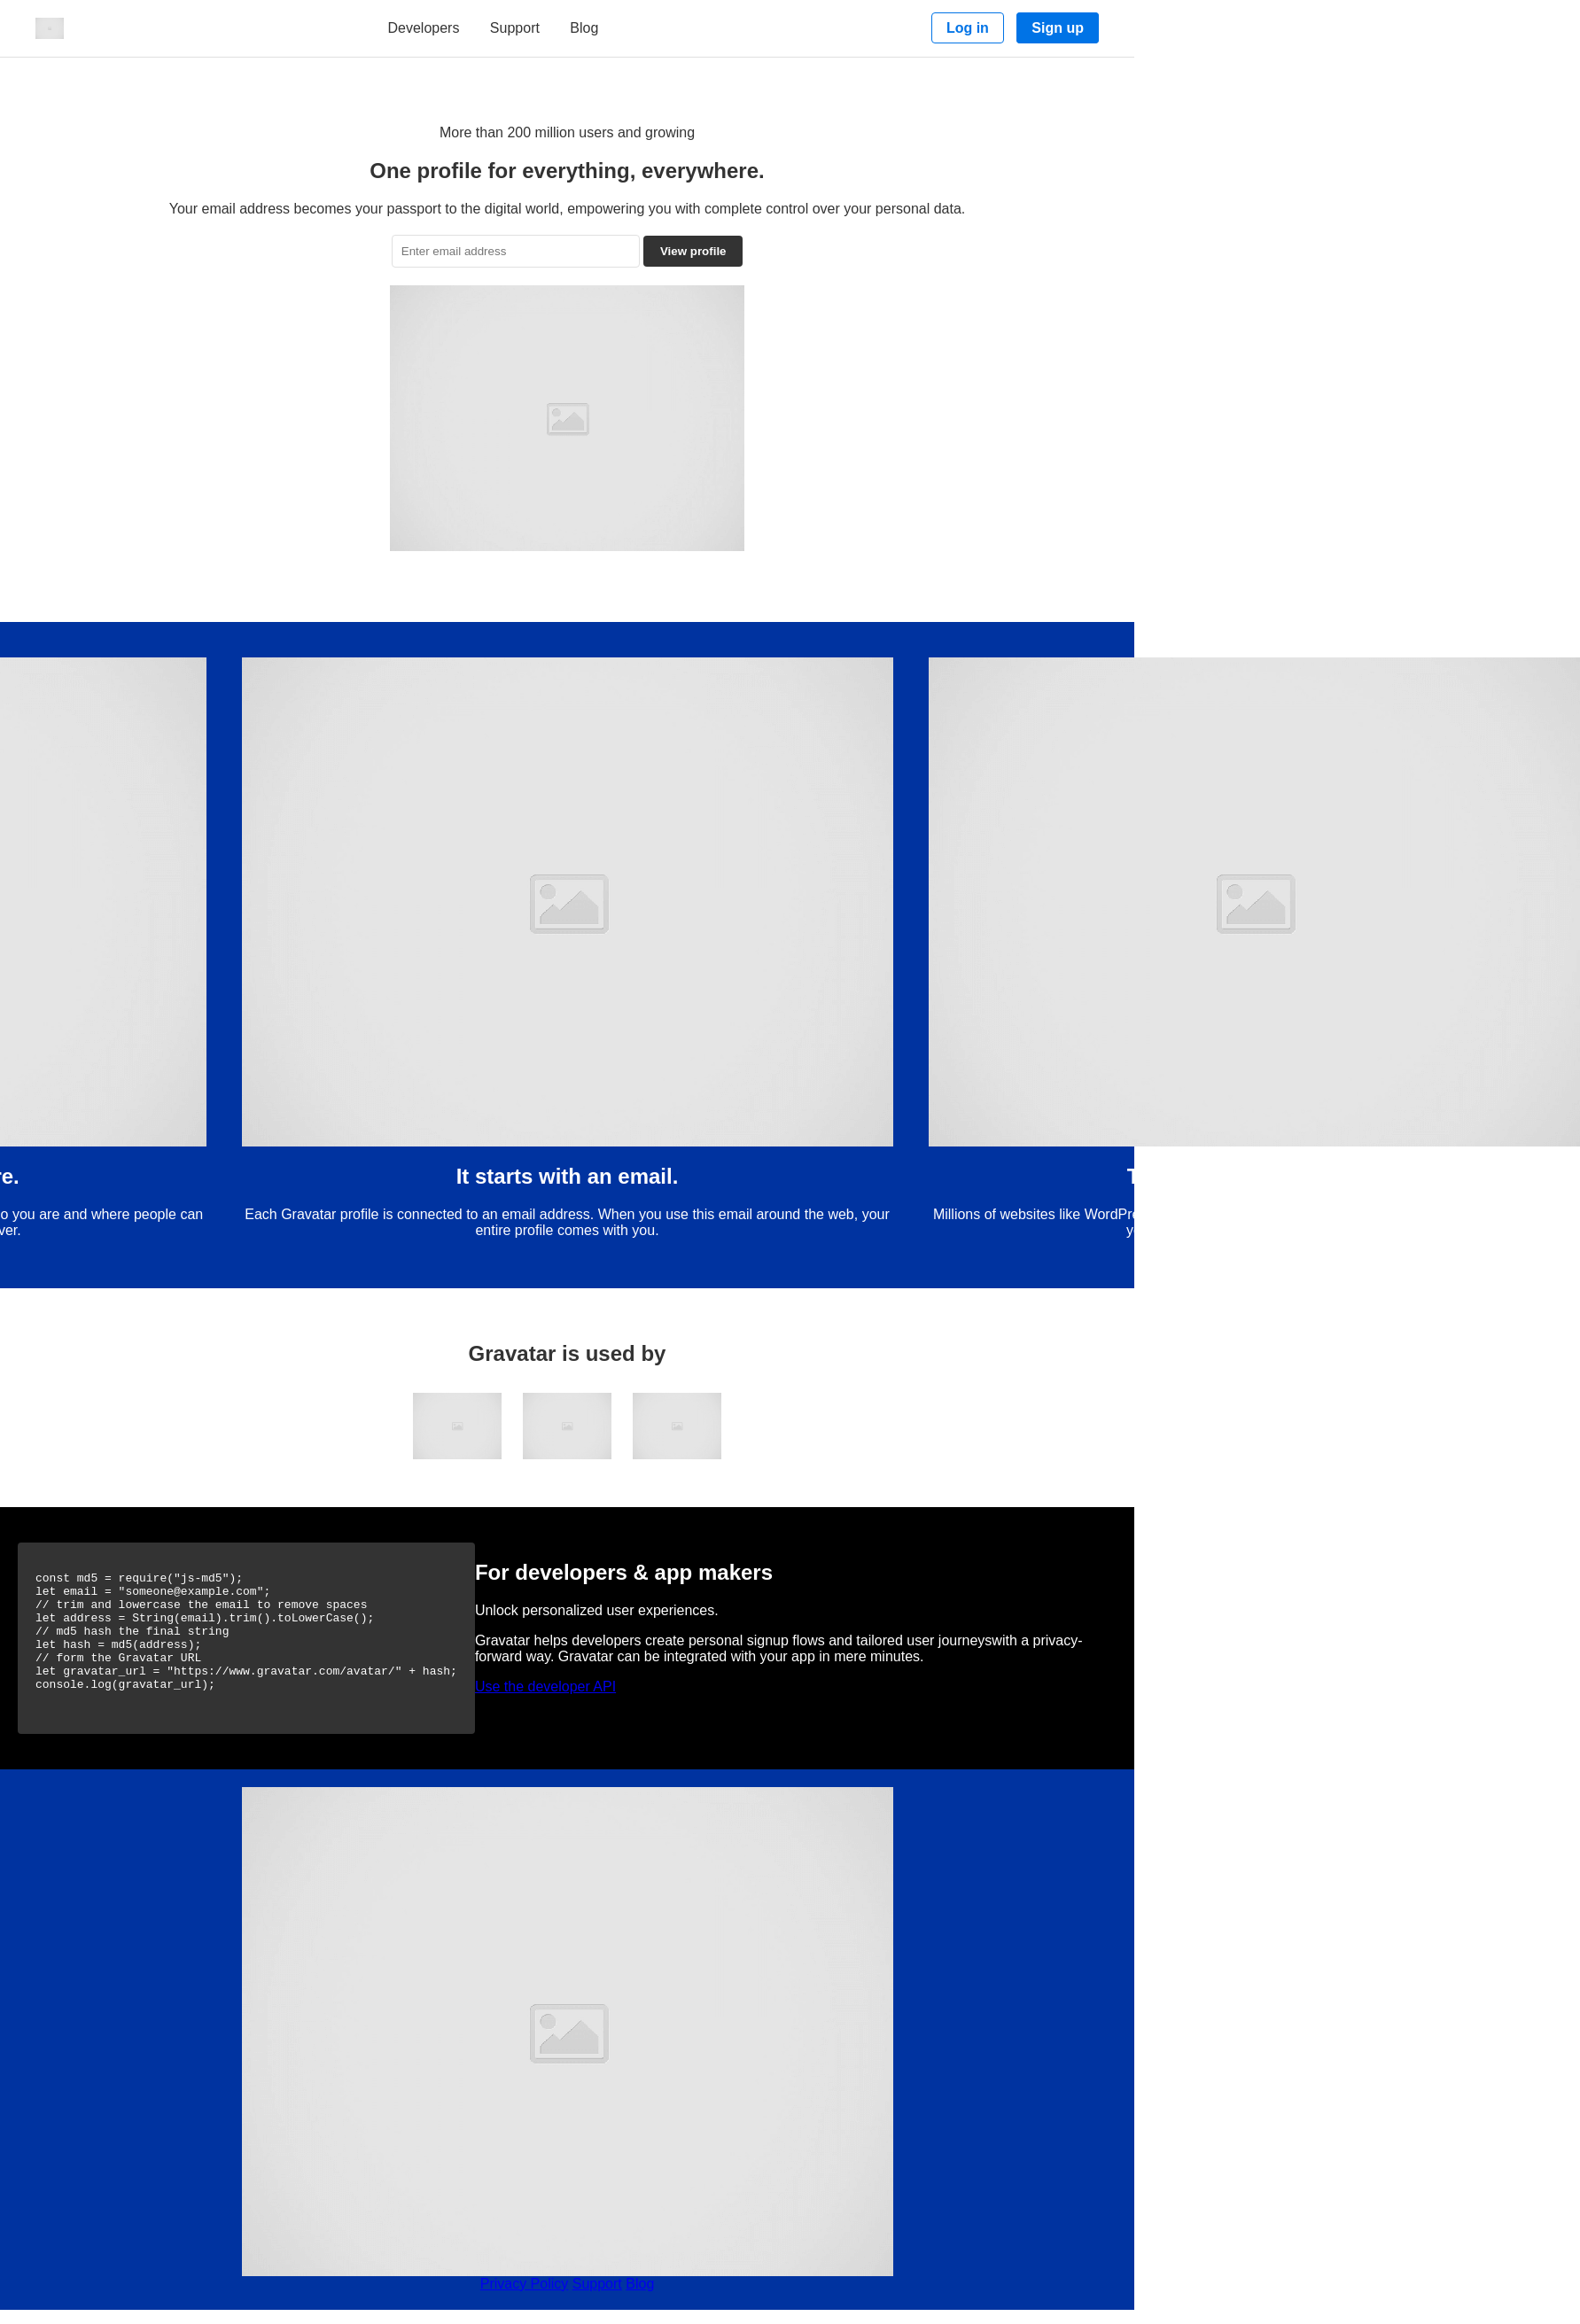 Developers Support Blog Log in Sign up
More than 200 million users and growing
One profile for everything, everywhere.
Your email address becomes your passport to the digital world, empowering you with complete control over your personal data.
Enter email address View profile
re.
o you are and where people can
ver.
It starts with an email.
Each Gravatar profile is connected to an email address. When you use this email around the web, your
entire profile comes with you.
T
Millions of websites like WordPre
yo
Gravatar is used by
const md5 = require("js-md5");
let email = "someone@example.com";
// trim and lowercase the email to remove spaces
let address = String(email).trim().toLowerCase();
// md5 hash the final string
let hash = md5(address);
// form the Gravatar URL
let gravatar_url = "https://www.gravatar.com/avatar/" + hash;
console.log(gravatar_url);
For developers & app makers
Unlock personalized user experiences.
Gravatar helps developers create personal signup flows and tailored user journeyswith a privacy-
forward way. Gravatar can be integrated with your app in mere minutes.
Use the developer API
Privacy Policy Support Blog